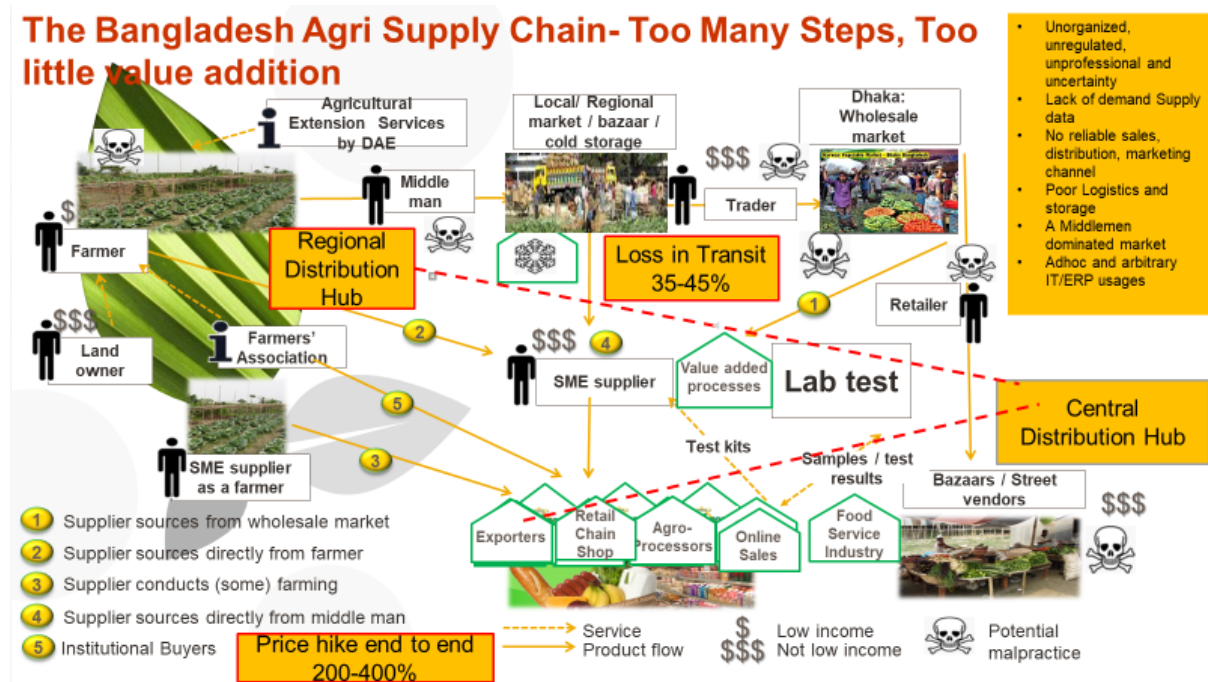 The Bangladesh Agri Supply Chain- Too Many Steps, Too
little value addition
• Unorganized,
unregulated,
unprofessional and
uncertainty
• Lack of demand Supply
data
• No reliable sales,
distribution, marketing
channel
• Poor Logistics and
storage
• A Middlemen
dominated market
• Adhoc and arbitrary
IT/ERP usages
Agricultural
Extension Services
by DAE
Local/ Regional
market / bazaar /
cold storage
Dhaka:
Wholesale
market
$$$
Middle
man
Trader
$
Farmer
Regional
Distribution
Hub
Loss in Transit
35-45%
1
Retailer
$$$
Land
owner
Farmers'
Association
2
$$$
4
SME supplier
Value added
processes
Lab test
Central
Distribution Hub
5
Test kits
Samples / test
results
3
SME supplier
as a farmer
Bazaars / Street
vendors
$$$
Exporters
Retail
Chain
Shop
Agro-
Processors
Online
Sales
Food
Service
Industry
1 Supplier sources from wholesale market
2 Supplier sources directly from farmer
3 Supplier conducts (some) farming
4 Supplier sources directly from middle man
5 Institutional Buyers
Price hike end to end
200-400%
Service
Product flow
$ Low income
$$$ Not low income
Potential
malpractice